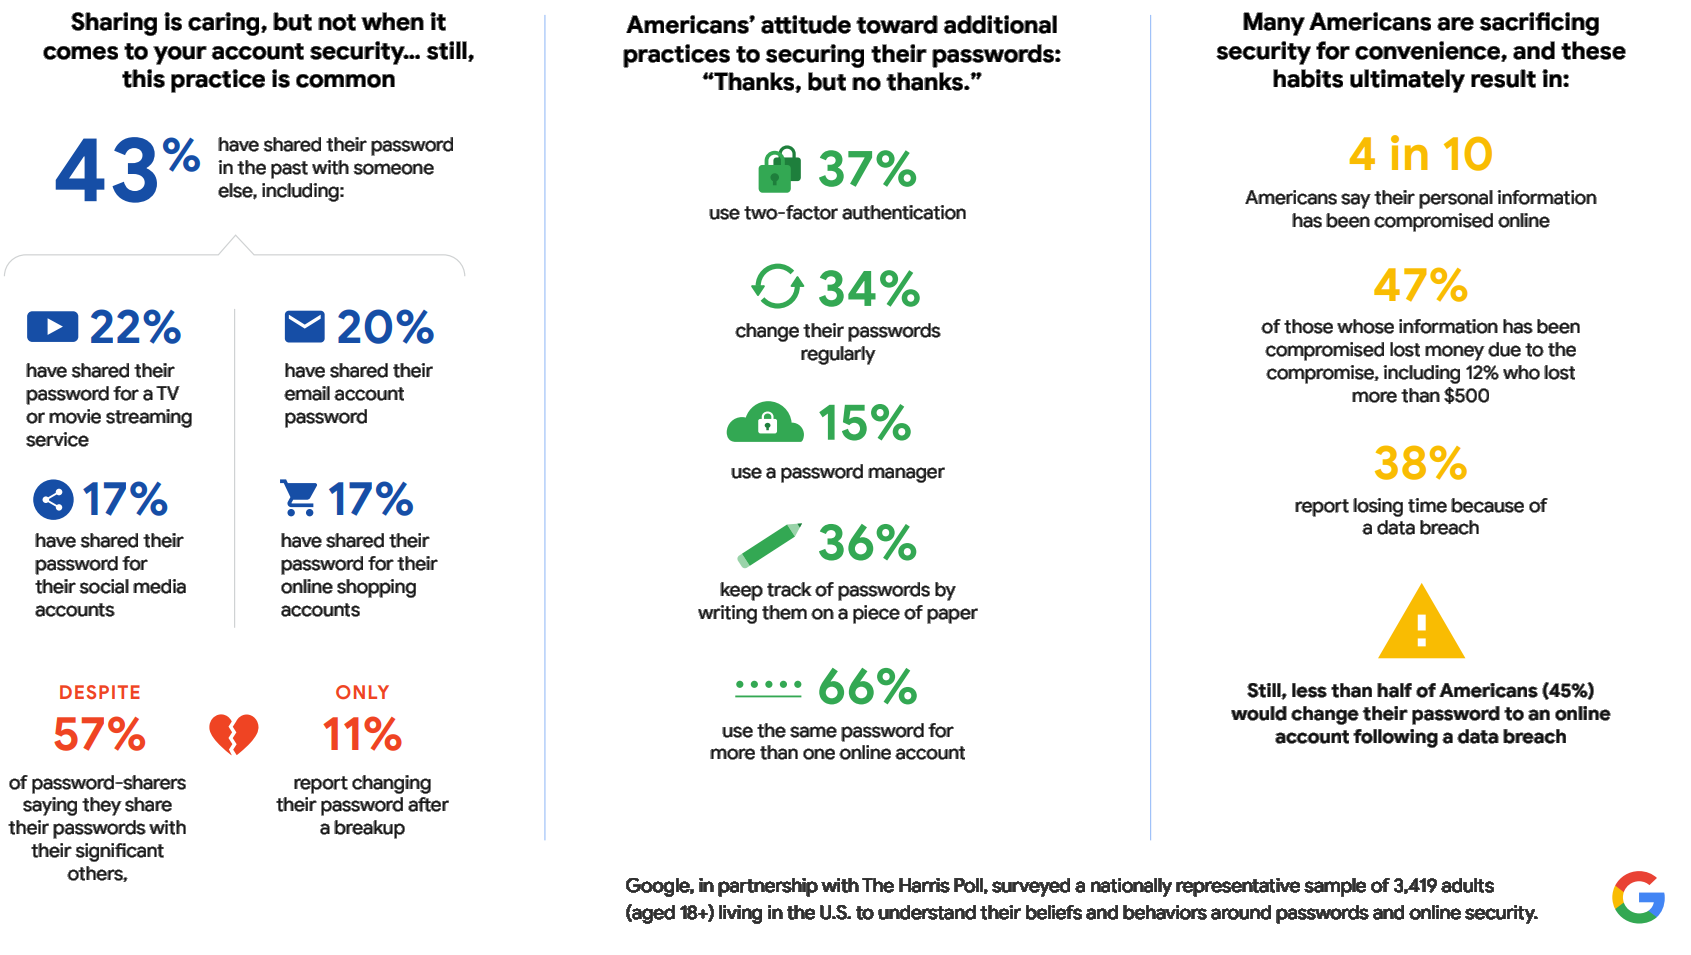 Sharing is caring, but not when it
comes to your account security... still,
this practice is common
43%
have shared their password
in the past with someone
else, including:
22%
have shared their
password for a TV
or movie streaming
service
20%
have shared their
email account
password
17%
have shared their
password for
their social media
accounts
17%
have shared their
password for their
online shopping
accounts
DESPITE
57%
of password-sharers
saying they share
their passwords with
their significant
others,
ONLY
11%
report changing
their password after
a breakup
Americans’ attitude toward additional
practices to securing their passwords:
“Thanks, but no thanks.”
37%
use two-factor authentication
34%
change their passwords
regularly
15%
use a password manager
36%
keep track of passwords by
writing them on a piece of paper
66%
use the same password for
more than one online account
Many Americans are sacrificing
security for convenience, and these
habits ultimately result in:
4 in 10
Americans say their personal information
has been compromised online
47%
of those whose information has been
compromised lost money due to the
compromise, including 12% who lost
more than $500
38%
report losing time because of
a data breach
Still, less than half of Americans (45%)
would change their password to an online
account following a data breach
Google, in partnership with The Harris Poll, surveyed a nationally representative sample of 3,419 adults
(aged 18+) living in the U.S. to understand their beliefs and behaviors around passwords and online security.
G